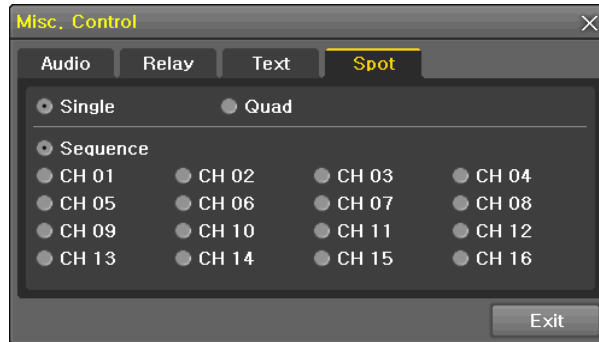 Misc. Control
Audio Relay Text Spot
Single Quad
Sequence
CH 01 CH 02 CH 03 CH 04
CH 05 CH 06 CH 07 CH 08
CH 09 CH 10 CH 11 CH 12
CH 13 CH 14 CH 15 CH 16
Exit